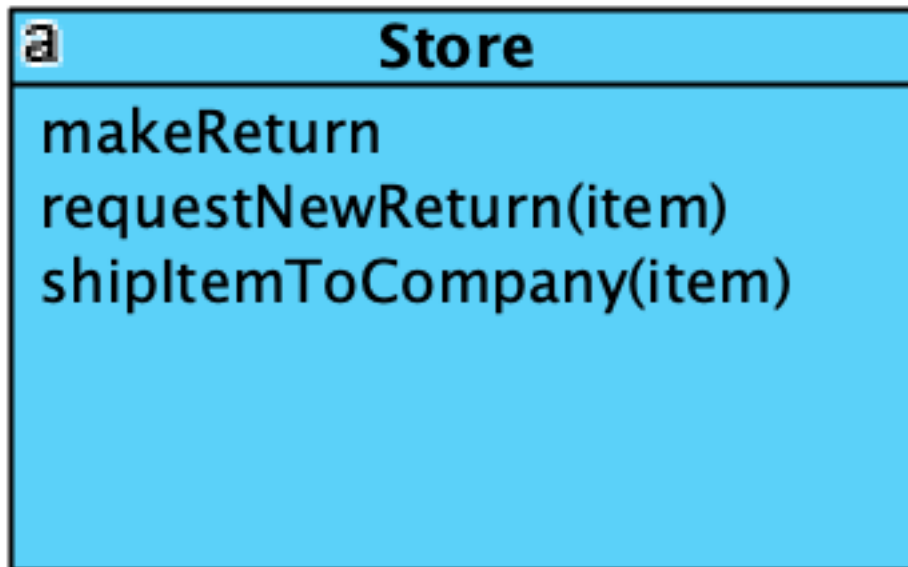 a
Store
makeReturn
requestNewReturn(item)
shipItemToCompany(item)